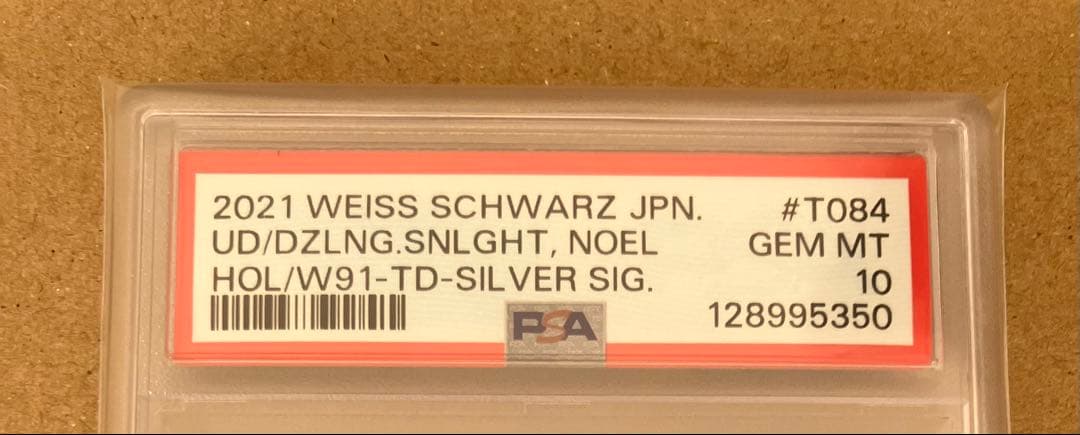 2021 WEISS SCHWARZ JPN. #T084
UD/DZLNG.SNLGHT, NOEL GEM MT
HOL/W91-TD-SILVER SIG. 10
PSA 128995350